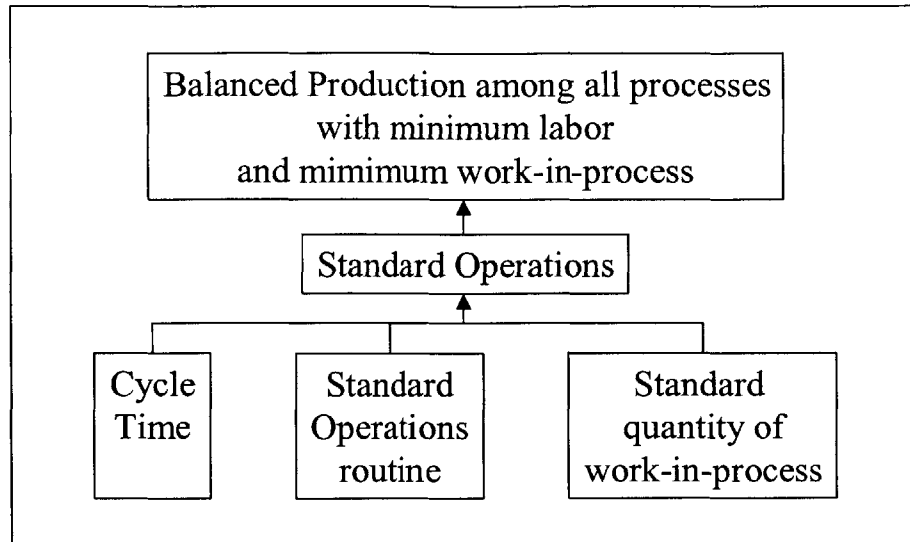 Balanced Production among all processes
with minimum labor
and mimimum work-in-process
Standard Operations
Cycle
Time
Standard
Operations
routine
Standard
quantity of
work-in-process